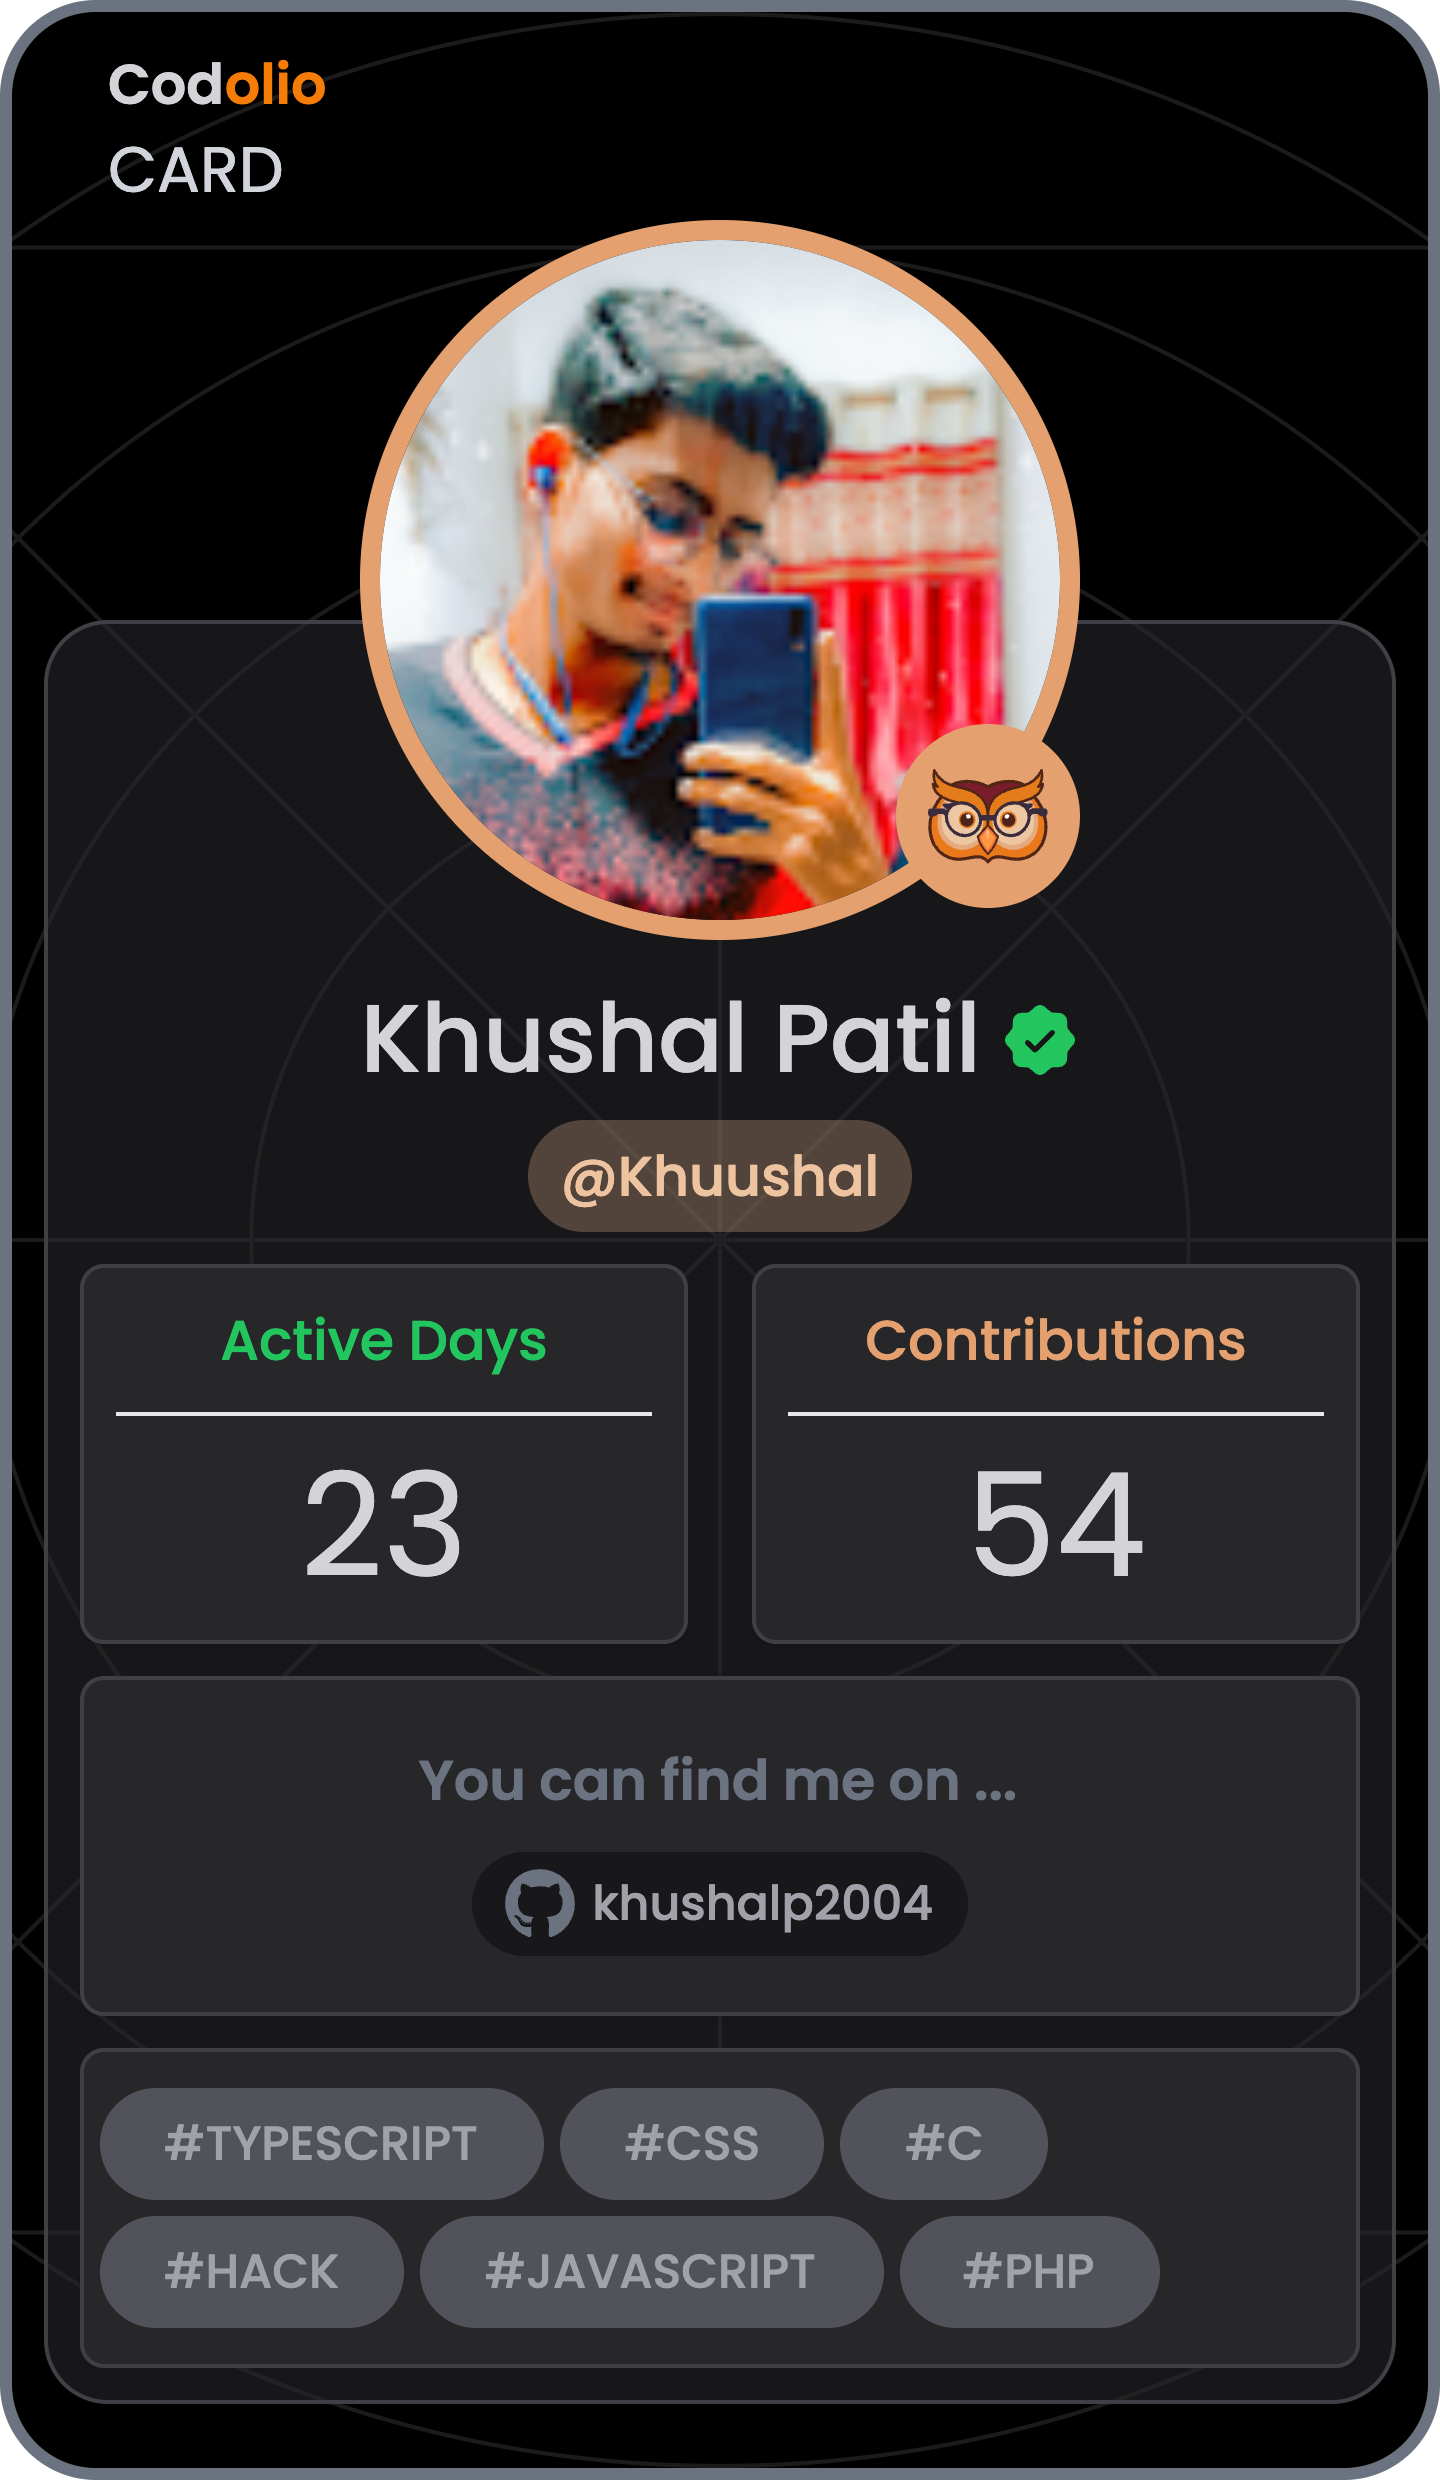 Codolio
CARD
Khushal Patil
@Khuushal
Active Days
Contributions
23
54
You can find me on ...
khushalp2004
#TYPESCRIPT #CSS #C
#HACK #JAVASCRIPT #PHP